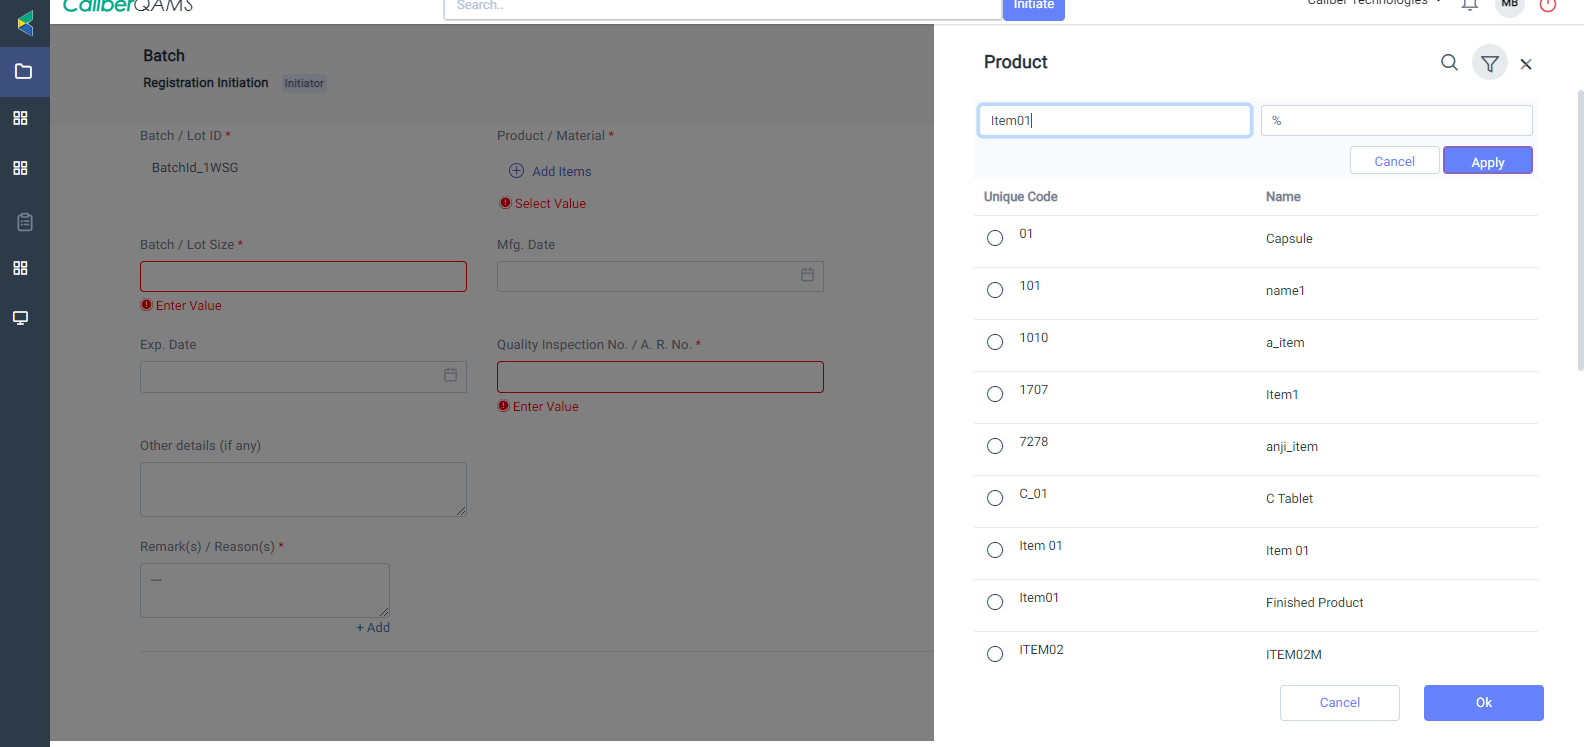 CaliberQAMS
Search..
Initiate
Caliber Technologies
MB
Batch
Registration Initiation Initiator
Batch / Lot ID *
BatchId_1WSG
Product / Material *
Add Items
Select Value
Batch / Lot Size *
Enter Value
Mfg. Date
Exp. Date
Quality Inspection No. / A. R. No. *
Enter Value
Other details (if any)
Remark(s) / Reason(s) *
---
+ Add
Product
Item01
%
Cancel
Apply
Unique Code Name
01 Capsule
101 name1
1010 a_item
1707 Item1
7278 anji_item
C_01 C Tablet
Item 01 Item 01
Item01 Finished Product
ITEM02 ITEM02M
Cancel
Ok